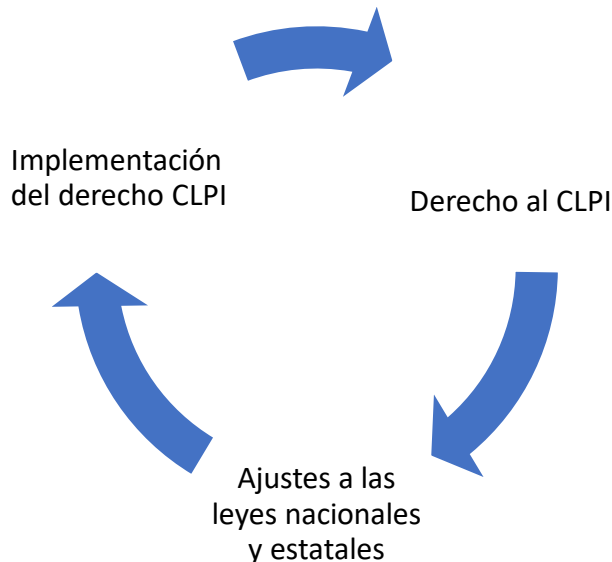 Implementación
del derecho CLPI
Derecho al CLPI
Ajustes a las
leyes nacionales
y estatales